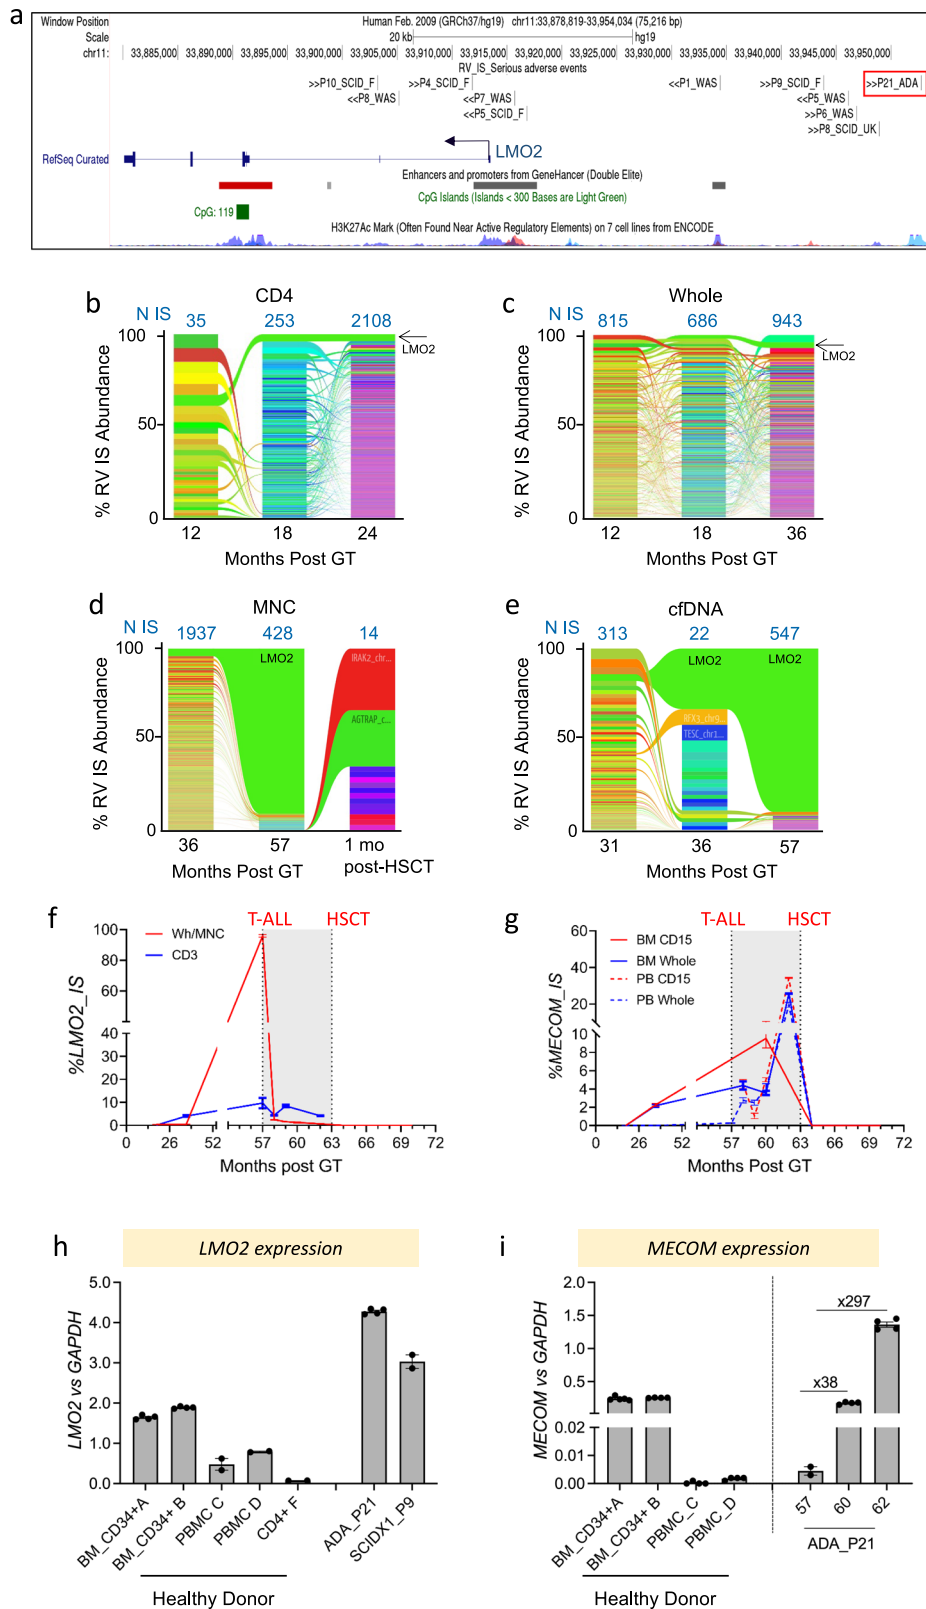 a
Window Position Human Feb. 2009 (GRCh37/hg19) chr11:33,878,819-33,954,034 (75,216 bp)
Scale 20 kb hg19
chr11: 33,885,000 33,890,000 33,895,000 33,900,000 33,905,000 33,910,000 33,915,000 33,920,000 33,925,000 33,930,000 33,935,000 33,940,000 33,945,000 33,950,000
RV_IS_Serious adverse events
>>P10_SCID_F >>P4_SCID_F <<P1_WAS >>P9_SCID_F >>P21_ADA
<<P8_WAS <<P7_WAS <<P5_WAS
<<P5_SCID_F >>P6_WAS
>>P8_SCID_UK
RefSeq Curated LMO2
Enhancers and promoters from GeneHancer (Double Elite)
CpG Islands (Islands < 300 Bases are Light Green)
CpG: 119
H3K27Ac Mark (Often Found Near Active Regulatory Elements) on 7 cell lines from ENCODE
b
CD4
N IS 35 253 2108
LMO2
% RV IS Abundance
100
50
0
12 18 24
Months Post GT
c
Whole
N IS 815 686 943
LMO2
% RV IS Abundance
100
50
0
12 18 36
Months Post GT
d
MNC
N IS 1937 428 14
LMO2
IRAK2_chr...
AGTRAP_c...
% RV IS Abundance
100
50
0
36 57 1 mo
Months Post GT post-HSCT
e
cfDNA
N IS 313 22 547
LMO2 LMO2
RFX3_chr9...
TESC_chr1...
% RV IS Abundance
100
50
0
31 36 57
Months Post GT
f
T-ALL HSCT
Wh/MNC
CD3
%LMO2_IS
100
80
60
40
40
30
20
10
0
0 26 52 57 60 63 66 69 72
Months post GT
g
T-ALL HSCT
BM CD15
BM Whole
PB CD15
PB Whole
%MECOM_IS
60
40
20
10
8
6
4
2
0
0 26 52 57 60 63 66 69 72
Months Post GT
h
LMO2 expression
LMO2 vs GAPDH
5.0
4.0
3.0
2.0
1.0
0.0
BM_CD34+A BM_CD34+ B PBMC C PBMC D CD4+ F ADA_P21 SCIDX1_P9
Healthy Donor
i
MECOM expression
MECOM vs GAPDH
2.0
1.5
1.0
0.5
0.02
0.01
0.00
x297
x38
BM_CD34+A BM_CD34+ B PBMC_C PBMC_D 57 60 62
ADA_P21
Healthy Donor